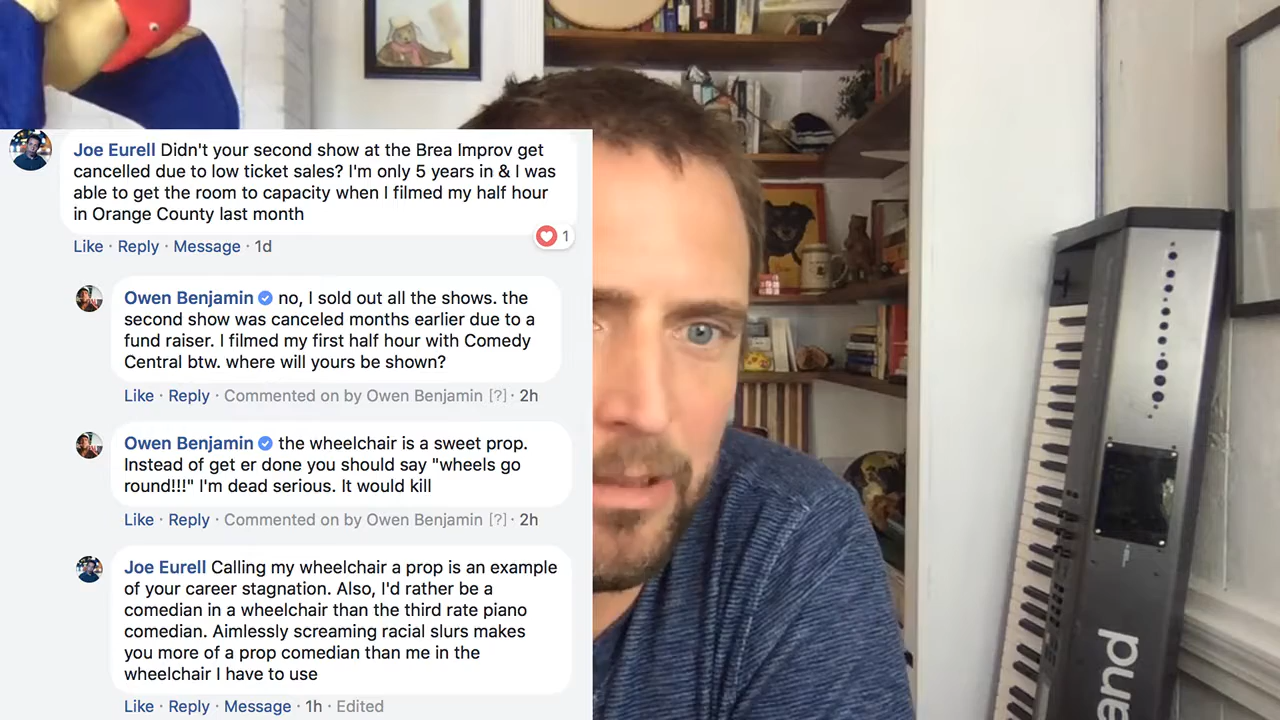 Joe Eurell Didn't your second show at the Brea Improv get
cancelled due to low ticket sales? I'm only 5 years in & I was
able to get the room to capacity when I filmed my half hour
in Orange County last month
Like · Reply · Message · 1d
1
Owen Benjamin no, I sold out all the shows. the
second show was canceled months earlier due to a
fund raiser. I filmed my first half hour with Comedy
Central btw. where will yours be shown?
Like · Reply · Commented on by Owen Benjamin [?] · 2h
Owen Benjamin the wheelchair is a sweet prop.
Instead of get er done you should say "wheels go
round!!!" I'm dead serious. It would kill
Like · Reply · Commented on by Owen Benjamin [?] · 2h
Joe Eurell Calling my wheelchair a prop is an example
of your career stagnation. Also, I'd rather be a
comedian in a wheelchair than the third rate piano
comedian. Aimlessly screaming racial slurs makes
you more of a prop comedian than me in the
wheelchair I have to use
Like · Reply · Message · 1h · Edited
and